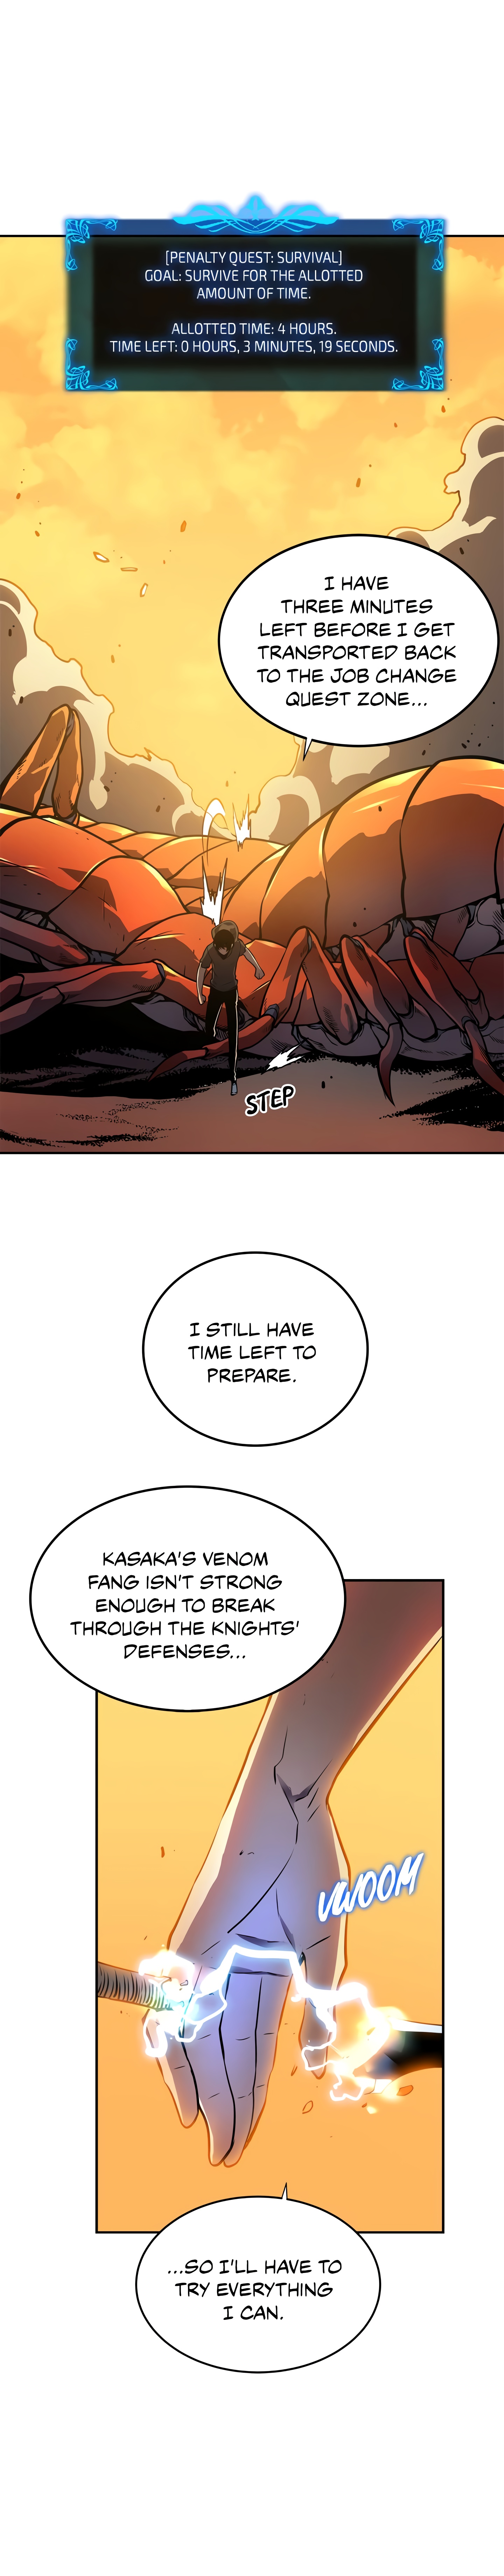 [PENALTY QUEST: SURVIVAL]
GOAL: SURVIVE FOR THE ALLOTTED
AMOUNT OF TIME.
ALLOTTED TIME: 4 HOURS.
TIME LEFT: 0 HOURS, 3 MINUTES, 19 SECONDS.
I HAVE
THREE MINUTES
LEFT BEFORE I GET
TRANSPORTED BACK
TO THE JOB CHANGE
QUEST ZONE...
STEP
I STILL HAVE
TIME LEFT TO
PREPARE.
KASAKA'S VENOM
FANG ISN'T STRONG
ENOUGH TO BREAK
THROUGH THE KNIGHTS'
DEFENSES...
VWOOM
...SO I'LL HAVE TO
TRY EVERYTHING
I CAN.